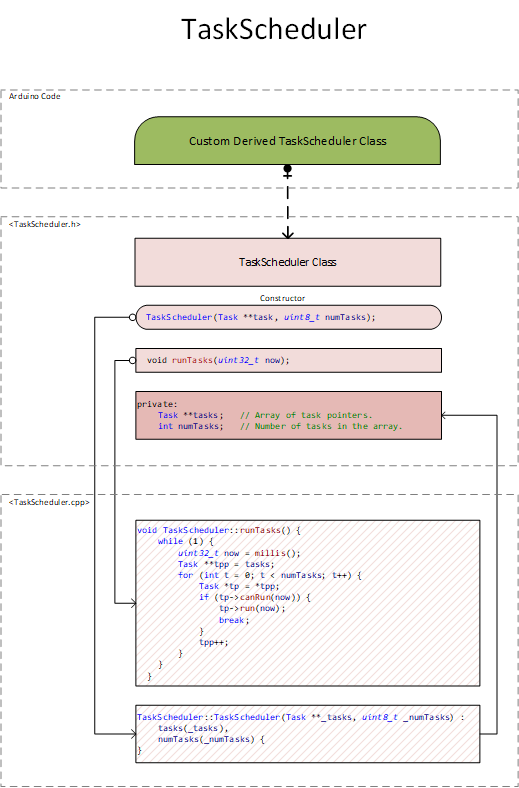 TaskScheduler
Arduino Code
Custom Derived TaskScheduler Class
<TaskScheduler.h>
TaskScheduler Class
Constructor
TaskScheduler(Task **task, uint8_t numTasks);
void runTasks(uint32_t now);
private:
Task **tasks;   // Array of task pointers.
int numTasks;   // Number of tasks in the array.
<TaskScheduler.cpp>
void TaskScheduler::runTasks() {
while (1) {
uint32_t now = millis();
Task **tpp = tasks;
for (int t = 0; t < numTasks; t++) {
Task *tp = *tpp;
if (tp->canRun(now)) {
tp->run(now);
break;
}
tpp++;
}
}
}
TaskScheduler::TaskScheduler(Task **_tasks, uint8_t _numTasks) :
tasks(_tasks),
numTasks(_numTasks) {
}